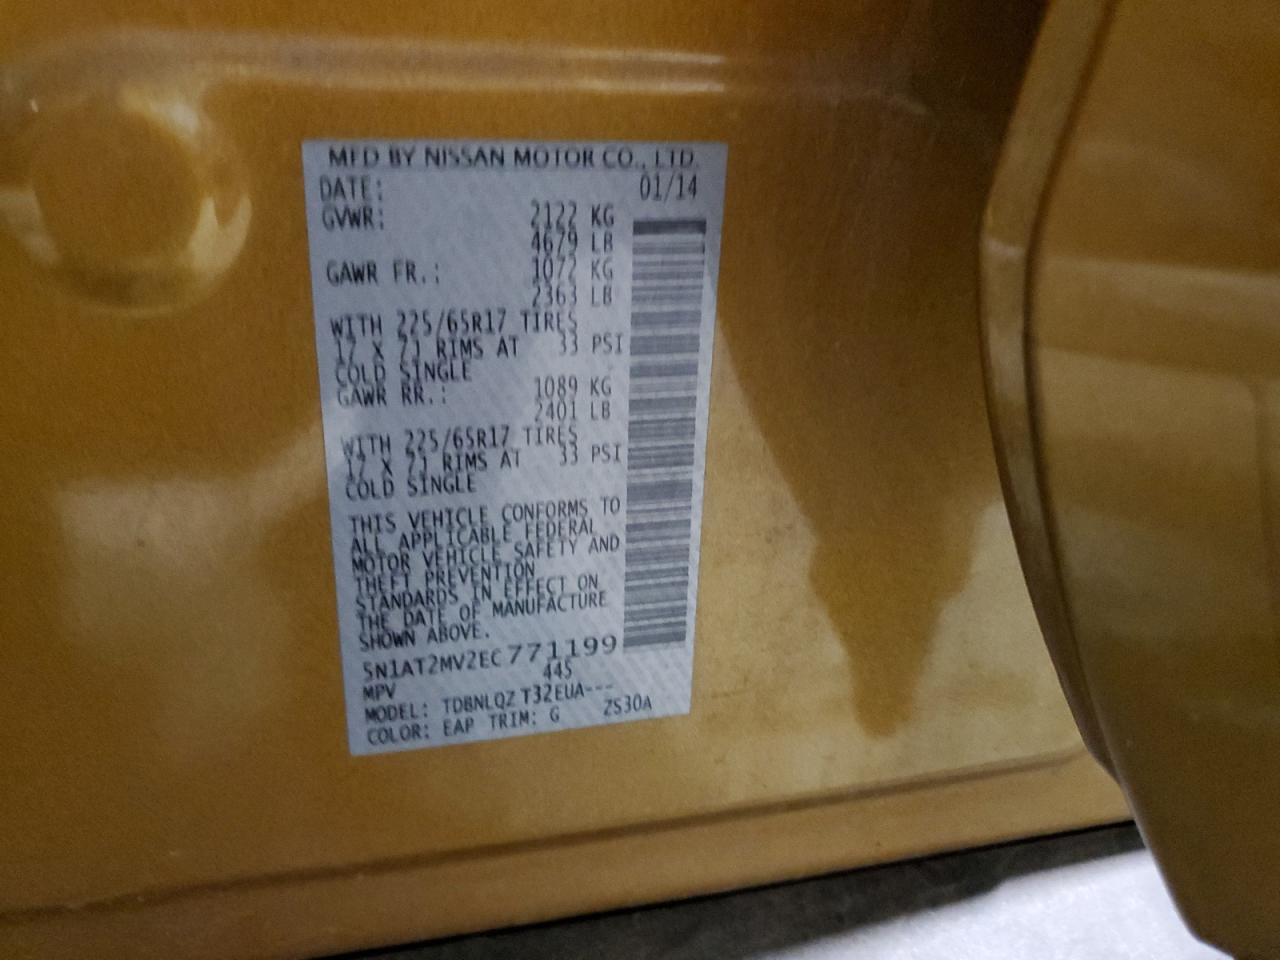 MFD BY NISSAN MOTOR CO., LTD.
DATE: 01/14
GVWR: 2122 KG
4679 LB
GAWR FR.: 1072 KG
2363 LB
WITH 225/65R17 TIRES
17 X 7J RIMS AT 33 PSI
COLD SINGLE
GAWR RR.: 1089 KG
2401 LB
WITH 225/65R17 TIRES
17 X 7J RIMS AT 33 PSI
COLD SINGLE
THIS VEHICLE CONFORMS TO
ALL APPLICABLE FEDERAL
MOTOR VEHICLE SAFETY AND
THEFT PREVENTION
STANDARDS IN EFFECT ON
THE DATE OF MANUFACTURE
SHOWN ABOVE.
5N1AT2MV2EC771199
MPV 445
MODEL: TDBNLQZ T32EUA---
COLOR: EAP TRIM: G ZS30A